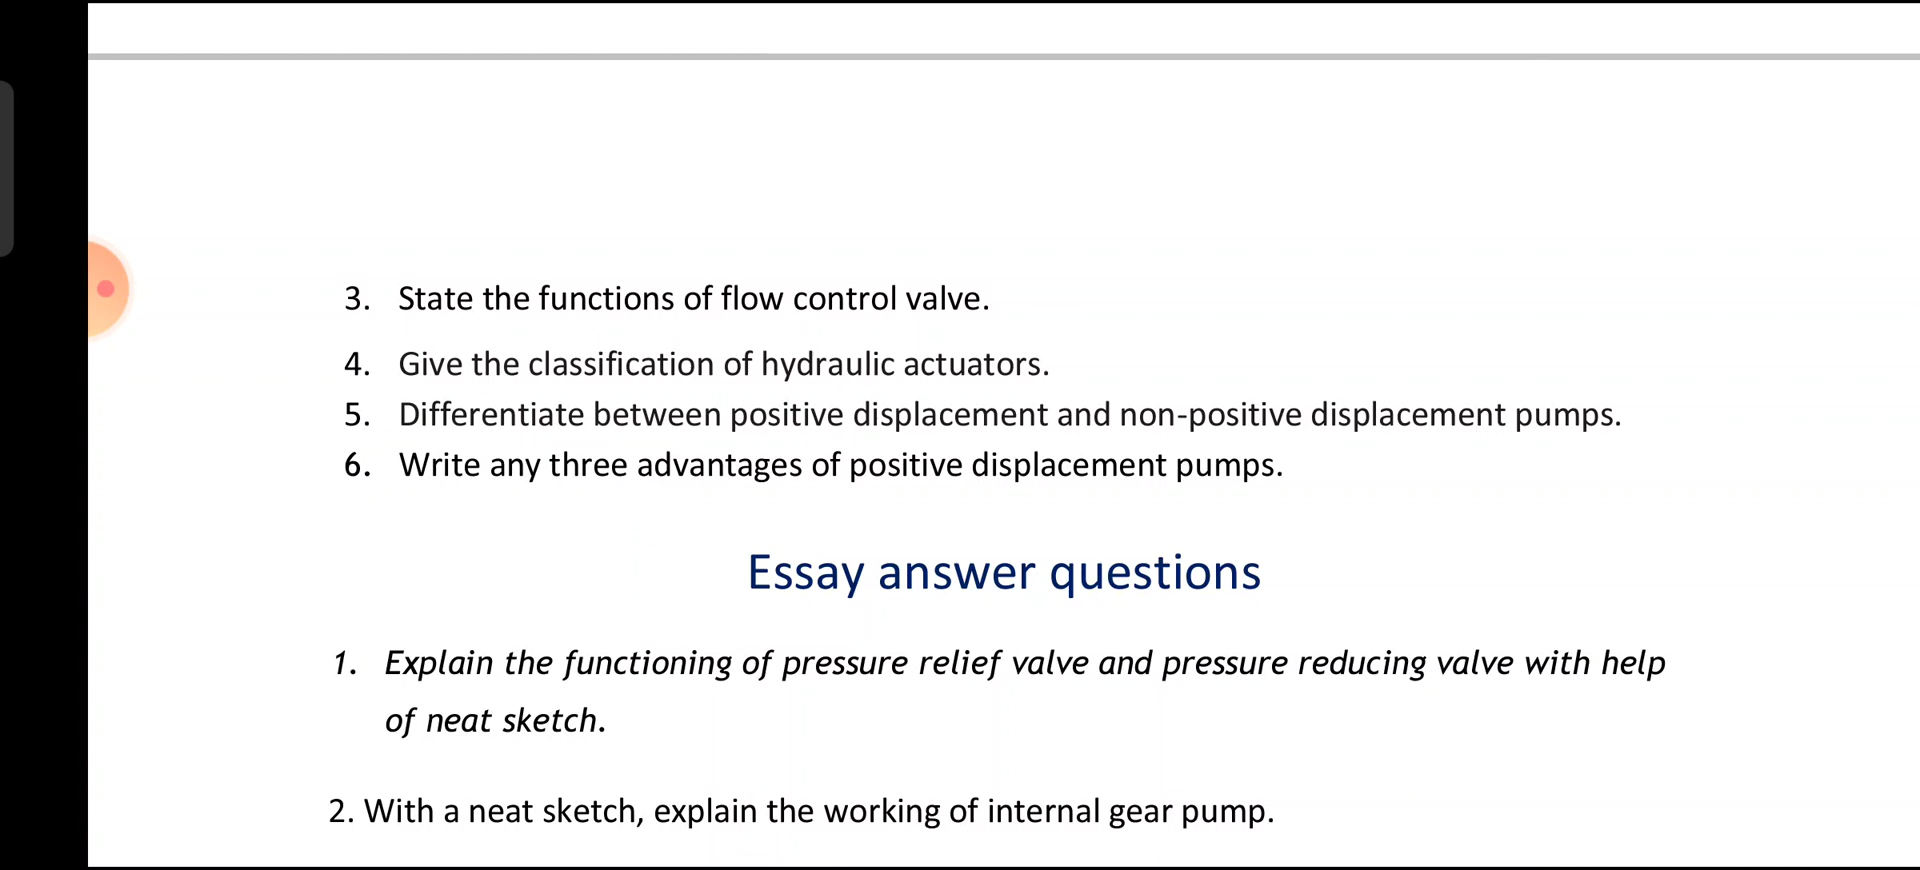 3. State the functions of flow control valve.
4. Give the classification of hydraulic actuators.
5. Differentiate between positive displacement and non-positive displacement pumps.
6. Write any three advantages of positive displacement pumps.
Essay answer questions
1. Explain the functioning of pressure relief valve and pressure reducing valve with help
of neat sketch.
2. With a neat sketch, explain the working of internal gear pump.